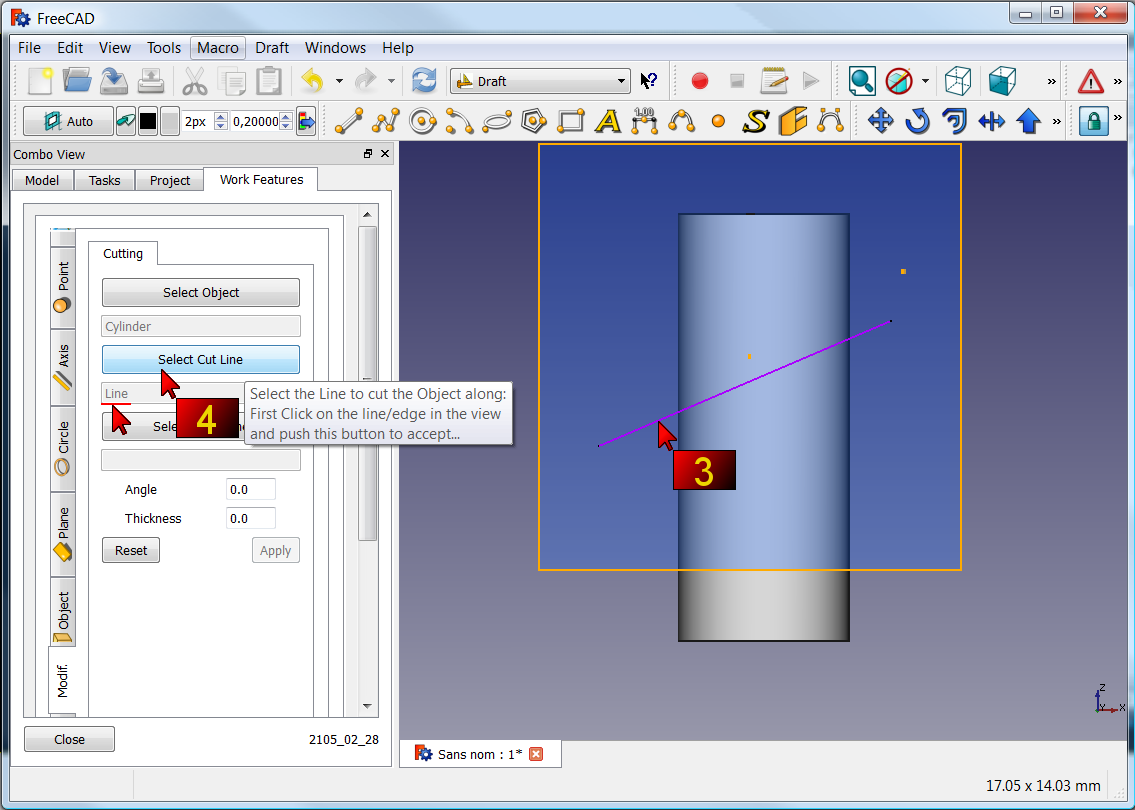 FreeCAD
File Edit View Tools Macro Draft Windows Help
Draft
Auto 2px 0,20000 A 1.00 S
Combo View
Model Tasks Project Work Features
Cutting
Point
Axis
Circle
Plane
Object
Modif.
Select Object
Cylinder
Select Cut Line
Line
Select the Line to cut the Object along:
First Click on the line/edge in the view
and push this button to accept...
4
3
Angle 0.0
Thickness 0.0
Reset Apply
Close 2105_02_28
Z
Y X
Sans nom : 1*
17.05 x 14.03 mm